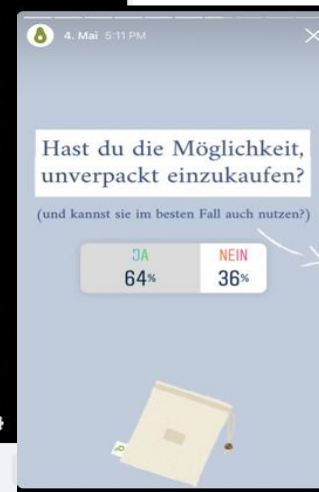 4. Mai 5:11 PM
Hast du die Möglichkeit,
unverpackt einzukaufen?
(und kannst sie im besten Fall auch nutzen?)
JA NEIN
64% 36%